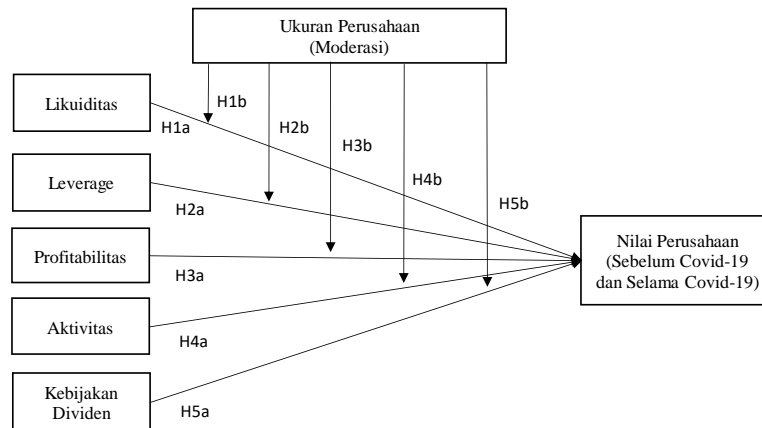 Ukuran Perusahaan
(Moderasi)
Likuiditas
H1a
H1b
H2b
H3b
H4b
H5b
Leverage
H2a
Profitabilitas
H3a
Aktivitas
H4a
Kebijakan
Dividen
H5a
Nilai Perusahaan
(Sebelum Covid-19
dan Selama Covid-19)